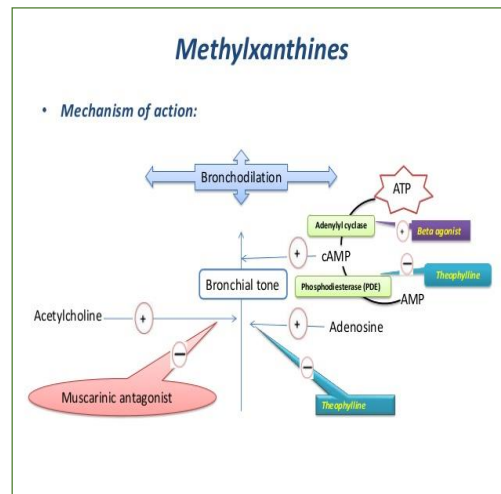 Methylxanthines
• Mechanism of action:
Bronchodilation
ATP
Adenylyl cyclase
+
Beta agonist
+
cAMP
−
Theophylline
Bronchial tone
Phosphodiesterase (PDE)
AMP
Acetylcholine
+
+
Adenosine
−
Muscarinic antagonist
−
Theophylline